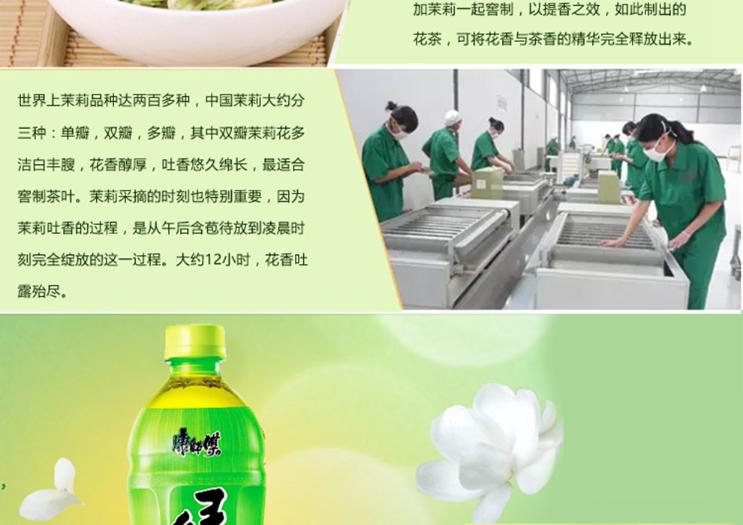 加茉莉一起窖制，以提香之效，如此制出的
花茶，可将花香与茶香的精华完全释放出来。
世界上茉莉品种达两百多种，中国茉莉大约分
三种：单瓣，双瓣，多瓣，其中双瓣茉莉花多
洁白丰腴，花香醇厚，吐香悠久绵长，最适合
窨制茶叶。茉莉采摘的时刻也特别重要，因为
茉莉吐香的过程，是从午后含苞待放到凌晨时
刻完全绽放的这一过程。大约12小时，花香吐
露殆尽。
康師傅